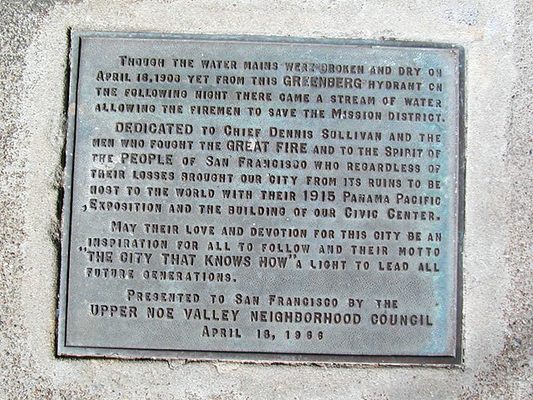 Though the water mains were broken and dry on
April 18, 1906 yet from this GREENBERG hydrant on
the following night there came a stream of water
allowing the firemen to save the Mission District.
DEDICATED to Chief Dennis Sullivan and the
men who fought the GREAT FIRE and to the Spirit of
the PEOPLE of San Francisco who regardless of
their losses brought our city from its ruins to be
host to the world with their 1915 Panama Pacific
Exposition and the building of our Civic Center.
May their love and devotion for this city be an
inspiration for all to follow and their motto
"THE CITY THAT KNOWS HOW" a light to lead all
future generations.
Presented to San Francisco by the
UPPER NOE VALLEY NEIGHBORHOOD COUNCIL
April 18, 1966